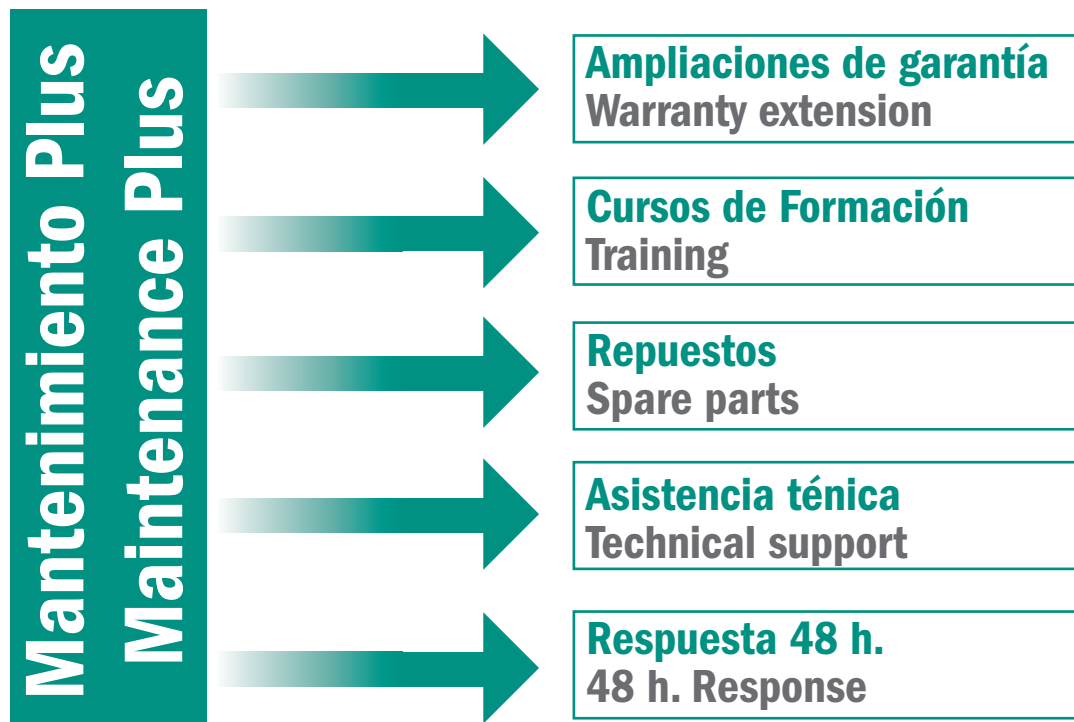 Mantenimiento Plus
Maintenance Plus
Ampliaciones de garantía
Warranty extension
Cursos de Formación
Training
Repuestos
Spare parts
Asistencia ténica
Technical support
Respuesta 48 h.
48 h. Response